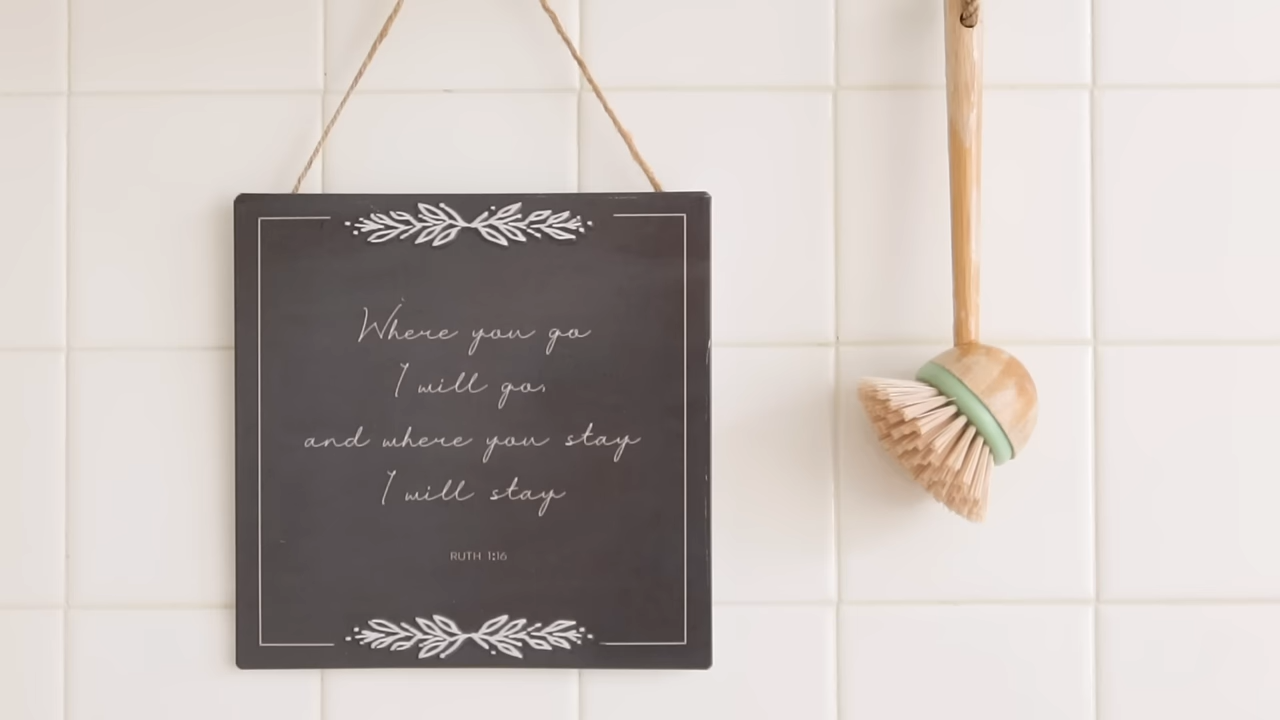 Where you go
I will go,
and where you stay
I will stay
RUTH 1:16